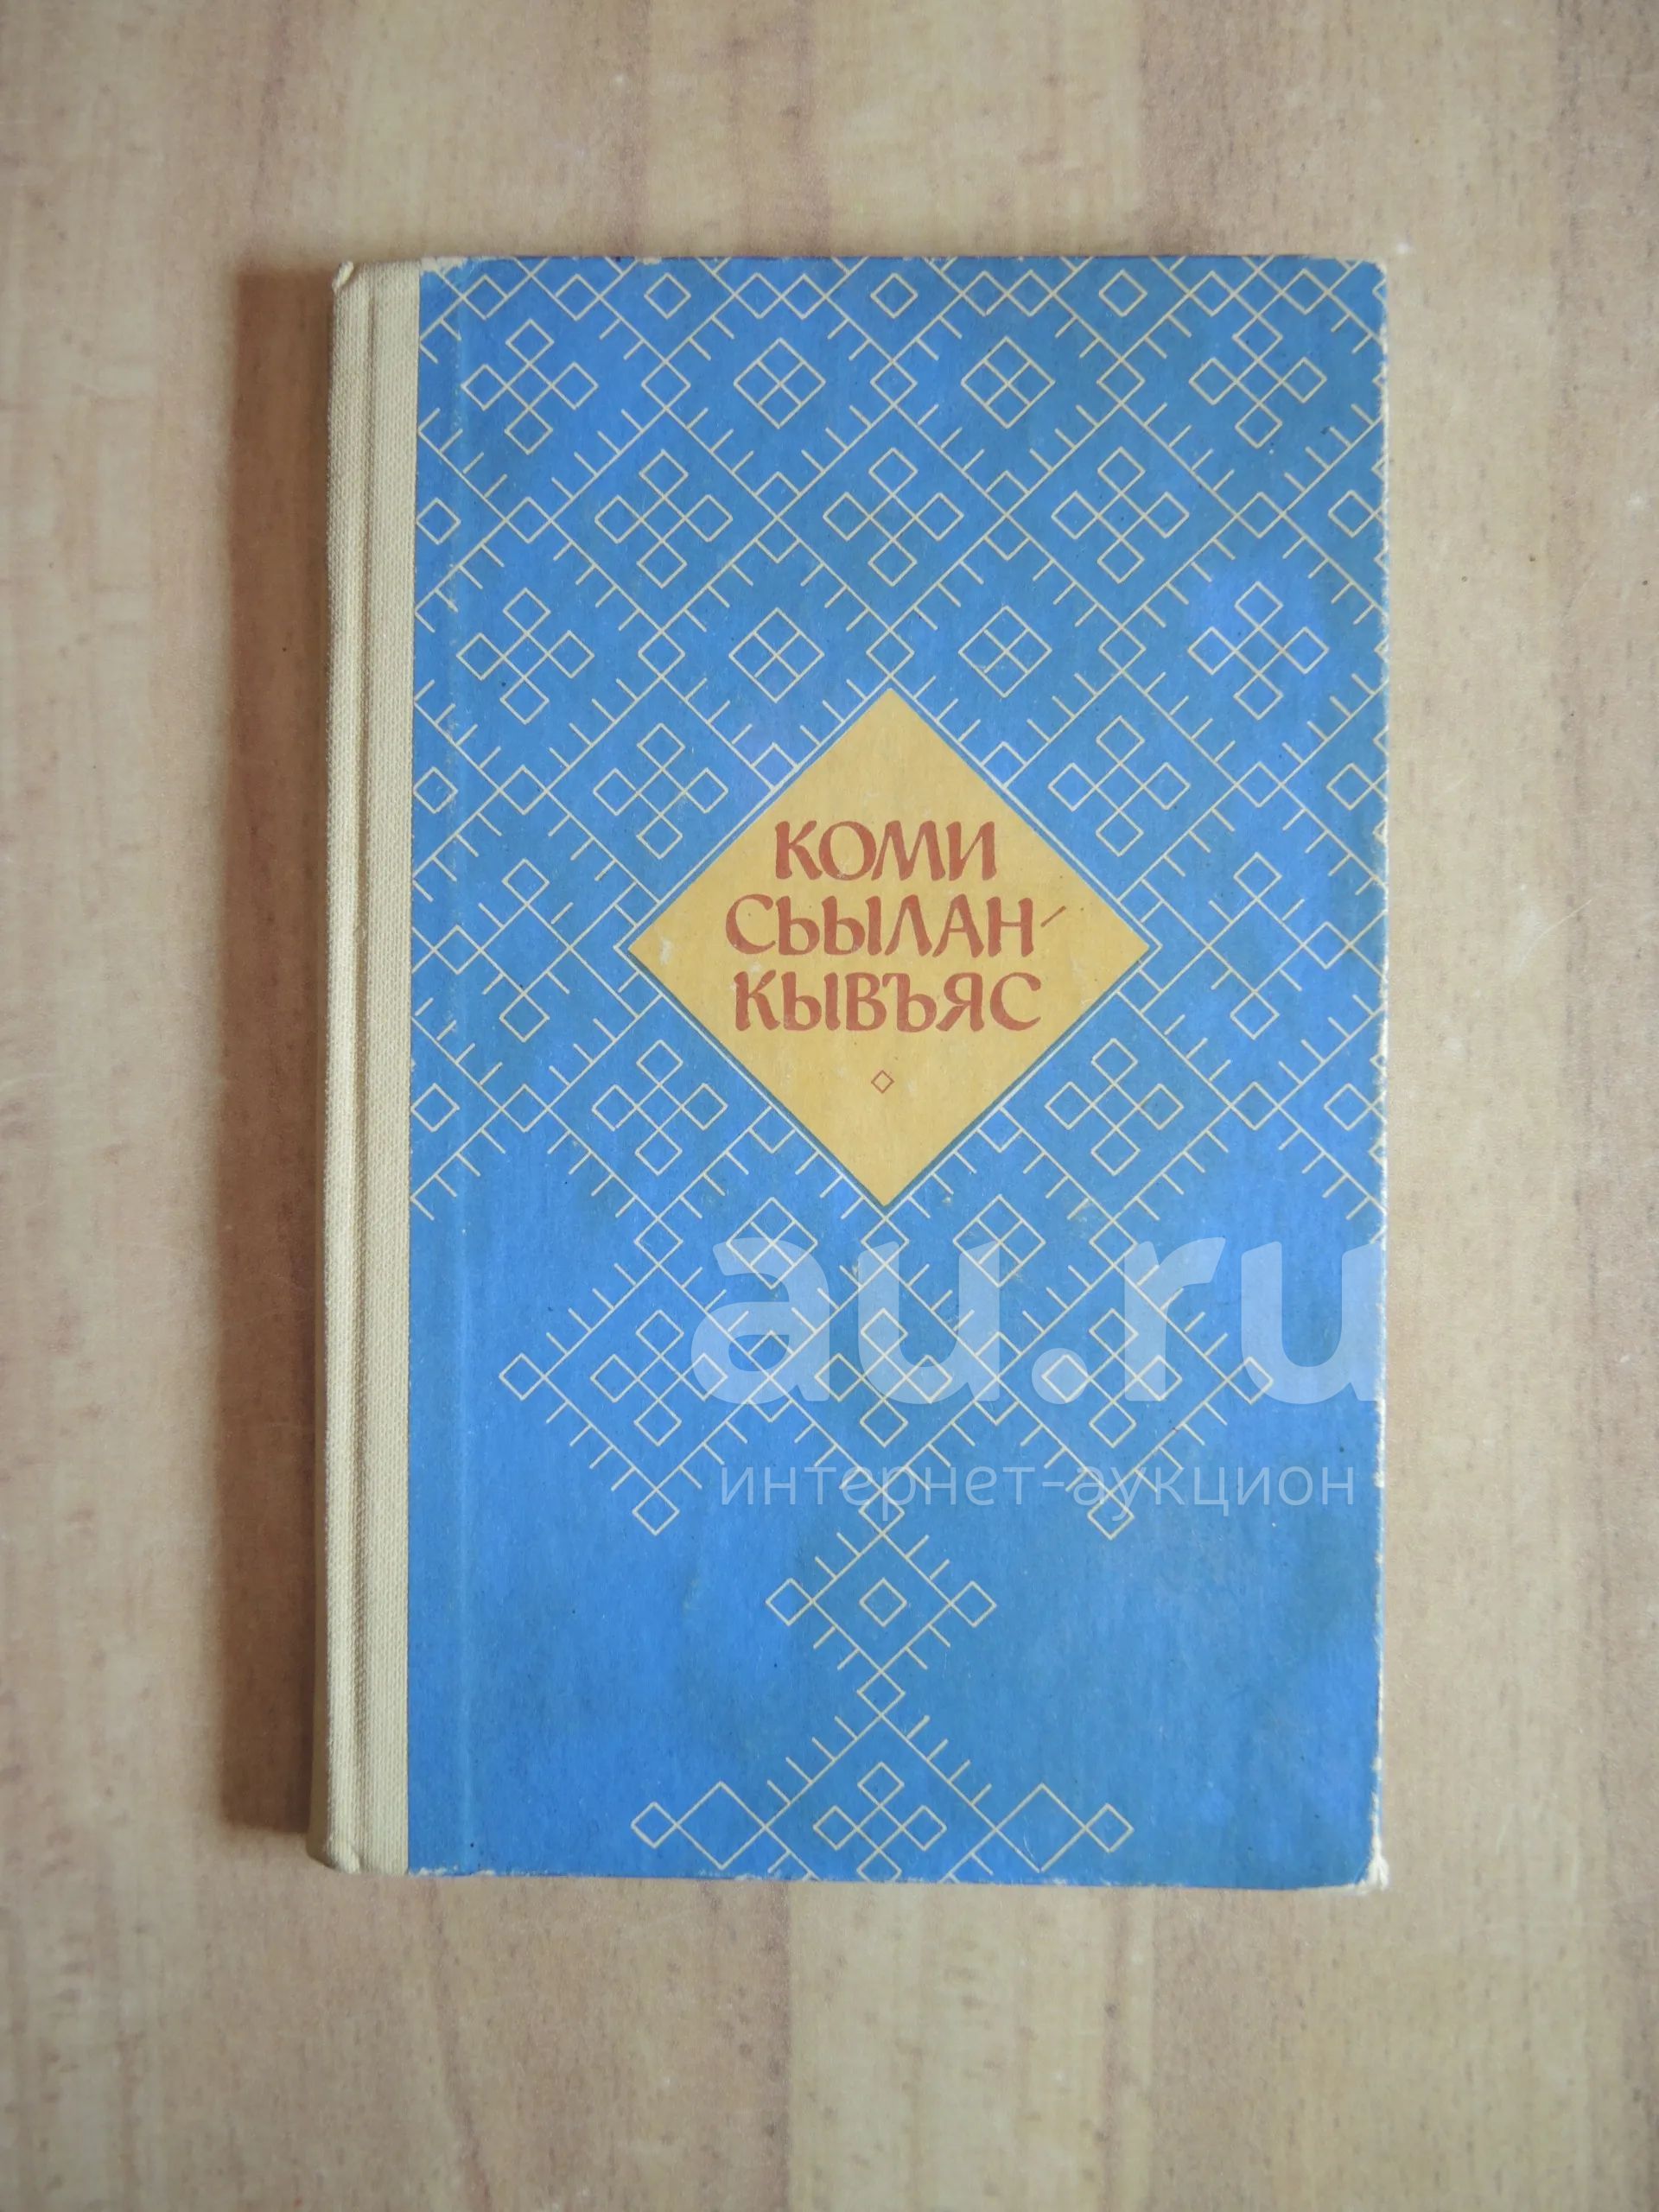 КОМИ
СЬЫЛАН-
КЫВЪЯС
au.ru
интернет-аукцион